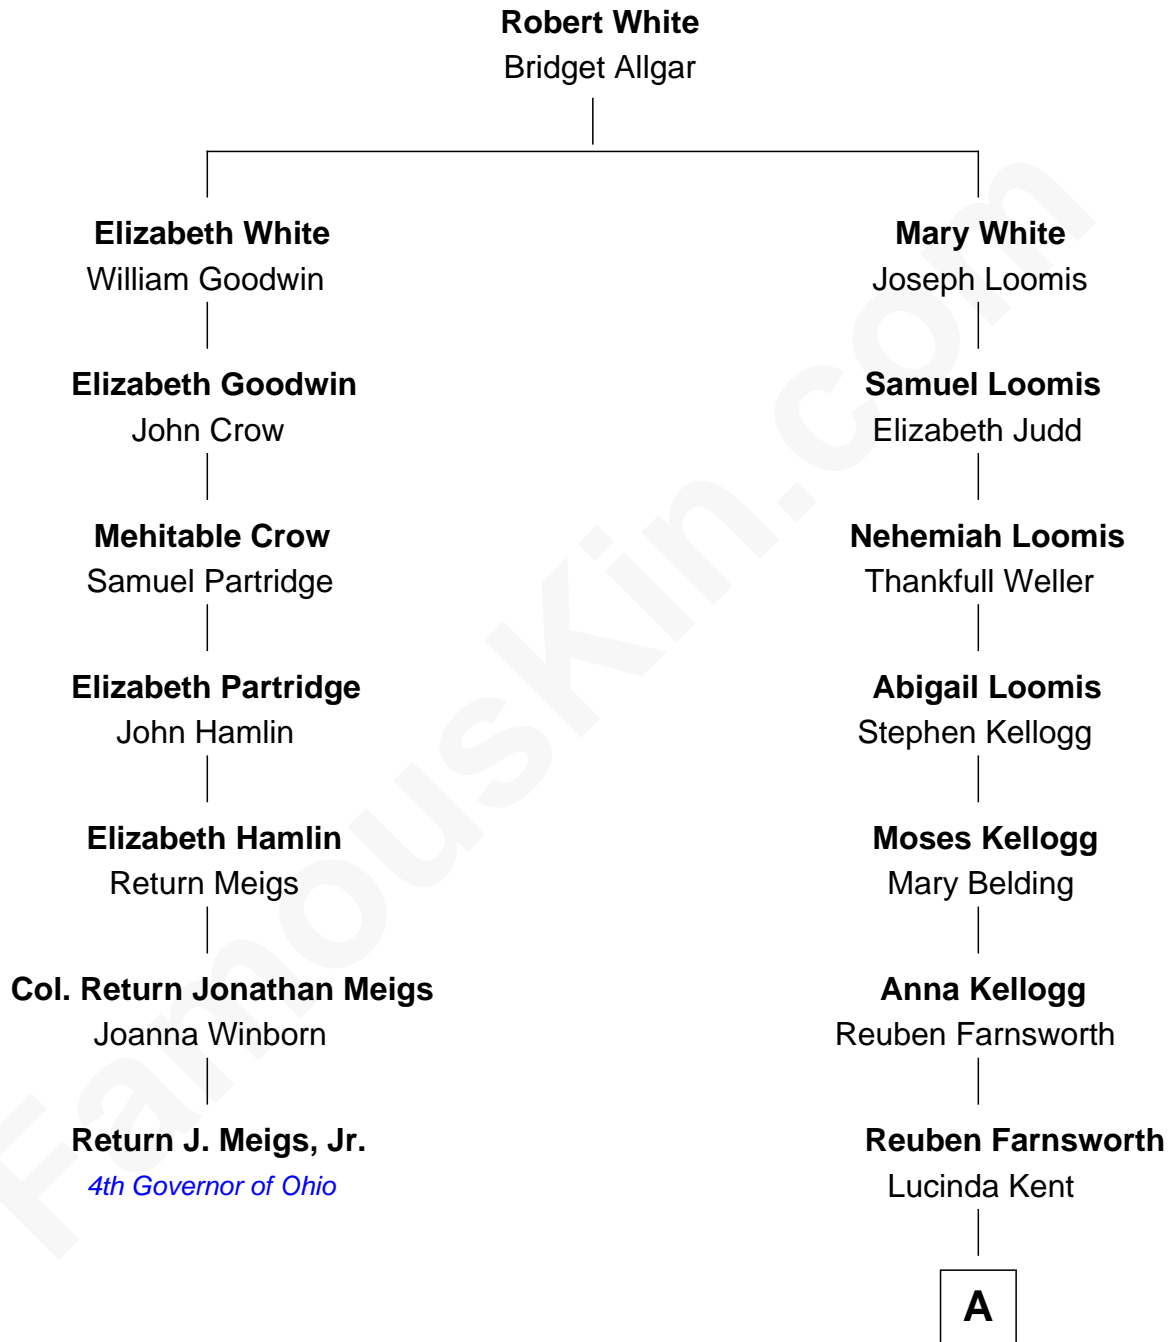 Robert White
Bridget Allgar
Elizabeth White
William Goodwin
Mary White
Joseph Loomis
Elizabeth Goodwin
John Crow
Samuel Loomis
Elizabeth Judd
Mehitable Crow
Samuel Partridge
Nehemiah Loomis
Thankfull Weller
Elizabeth Partridge
John Hamlin
Abigail Loomis
Stephen Kellogg
Elizabeth Hamlin
Return Meigs
Moses Kellogg
Mary Belding
Col. Return Jonathan Meigs
Joanna Winborn
Anna Kellogg
Reuben Farnsworth
Return J. Meigs, Jr.
4th Governor of Ohio
Reuben Farnsworth
Lucinda Kent
A
FamousKin.com